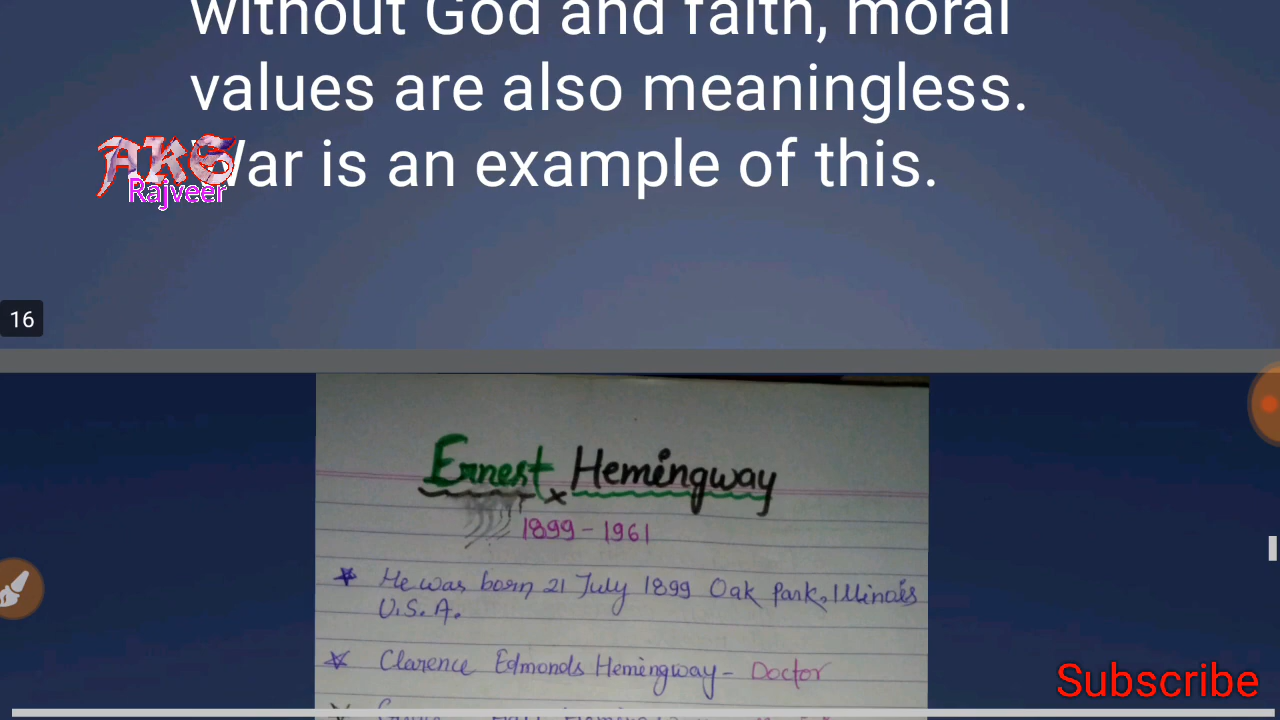 without God and faith, moral
values are also meaningless.
War is an example of this.
AKS
Rajveer
16
Ernest Hemingway
1899 - 1961
He was born 21 July 1899 Oak Park, Illinois
U.S.A.
Clarence Edmonds Hemingway - Doctor
Subscribe